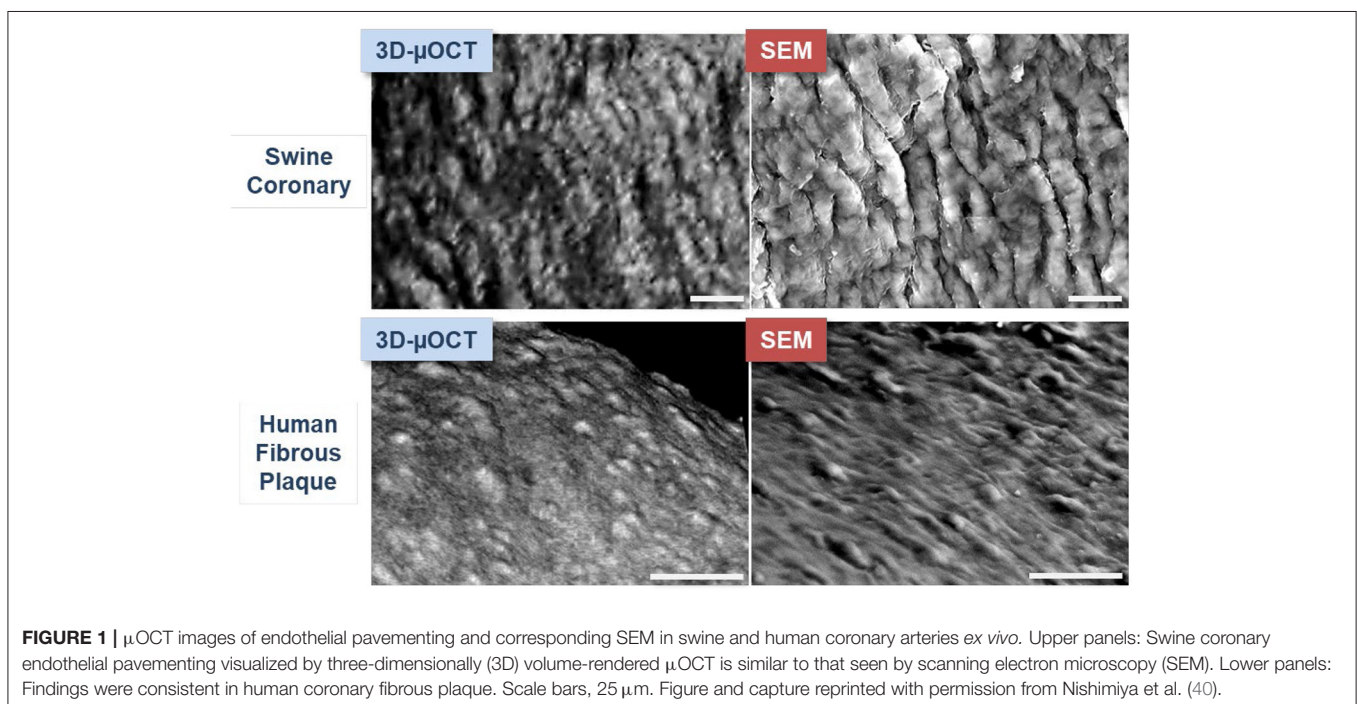 3D-µOCT
SEM
Swine
Coronary
3D-µOCT
SEM
Human
Fibrous
Plaque
FIGURE 1 | µOCT images of endothelial pavementing and corresponding SEM in swine and human coronary arteries ex vivo. Upper panels: Swine coronary
endothelial pavementing visualized by three-dimensionally (3D) volume-rendered µOCT is similar to that seen by scanning electron microscopy (SEM). Lower panels:
Findings were consistent in human coronary fibrous plaque. Scale bars, 25 µm. Figure and capture reprinted with permission from Nishimiya et al. (40).